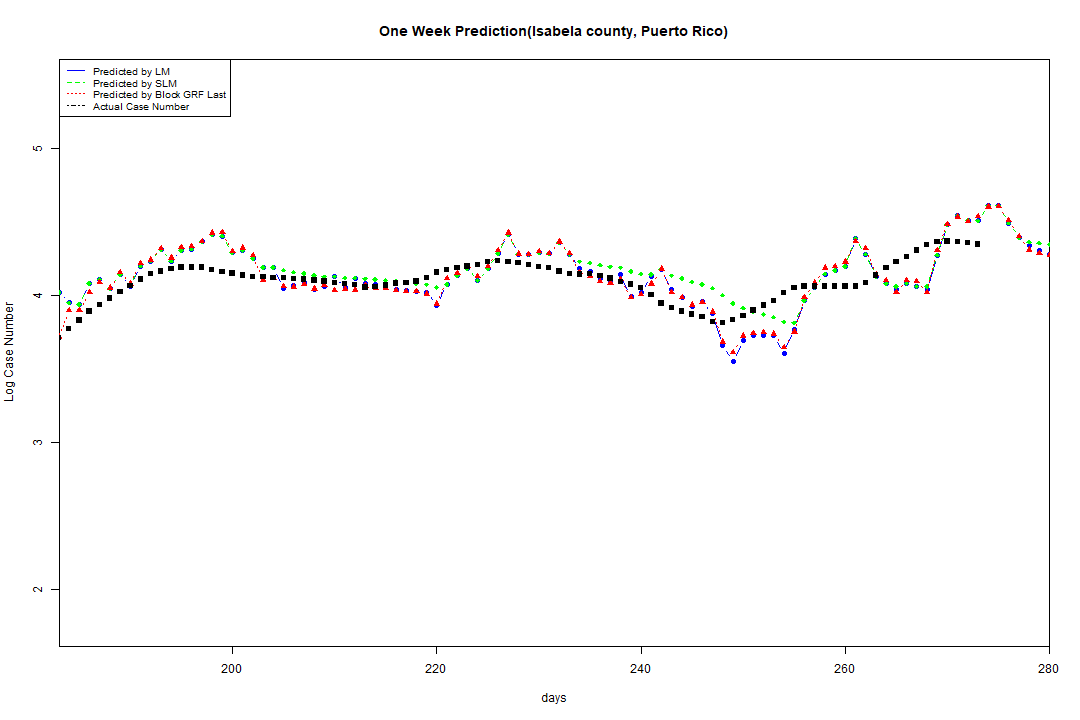 One Week Prediction(Isabela county, Puerto Rico)
Predicted by LM
Predicted by SLM
Predicted by Block GRF Last
Actual Case Number
5
4
3
2
Log Case Number
200
220
240
260
280
days